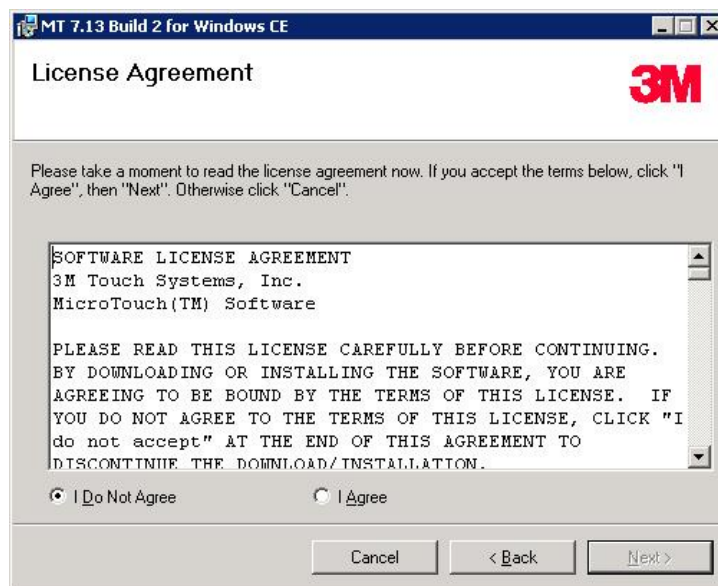 MT 7.13 Build 2 for Windows CE
License Agreement
3M
Please take a moment to read the license agreement now. If you accept the terms below, click "I
Agree", then "Next". Otherwise click "Cancel".
SOFTWARE LICENSE AGREEMENT
3M Touch Systems, Inc.
MicroTouch(TM) Software
PLEASE READ THIS LICENSE CAREFULLY BEFORE CONTINUING.
BY DOWNLOADING OR INSTALLING THE SOFTWARE, YOU ARE
AGREEING TO BE BOUND BY THE TERMS OF THIS LICENSE.  IF
YOU DO NOT AGREE TO THE TERMS OF THIS LICENSE, CLICK "I
do not accept" AT THE END OF THIS AGREEMENT TO
DISCONTINUE THE DOWNLOAD/INSTALLATION.
I Do Not Agree
I Agree
Cancel
< Back
Next >